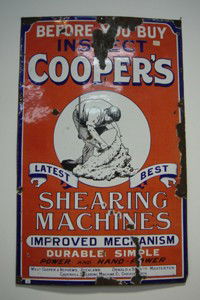 BEFORE YOU BUY
INSPECT
COOPER'S
LATEST BEST
SHEARING
MACHINES
IMPROVED MECHANISM
DURABLE: SIMPLE
POWER AND HAND-POWER